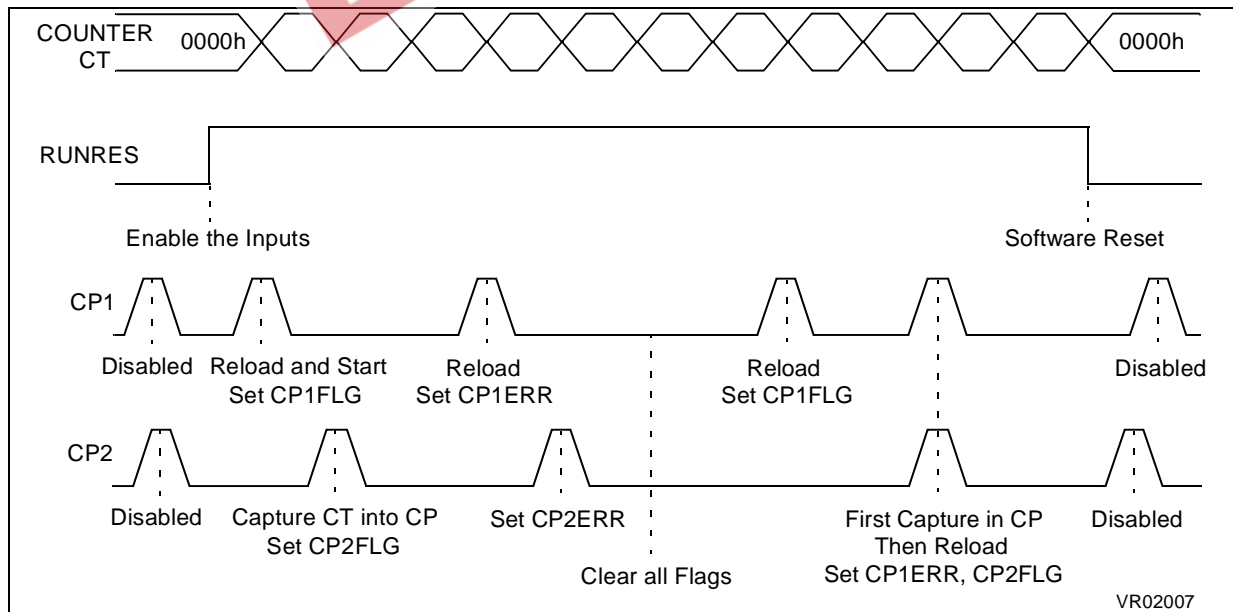 COUNTER
CT
0000h
0000h
RUNRES
Enable the Inputs
Software Reset
CP1
Disabled
Reload and Start
Set CP1FLG
Reload
Set CP1ERR
Reload
Set CP1FLG
Disabled
CP2
Disabled
Capture CT into CP
Set CP2FLG
Set CP2ERR
Clear all Flags
First Capture in CP
Then Reload
Set CP1ERR, CP2FLG
Disabled
VR02007